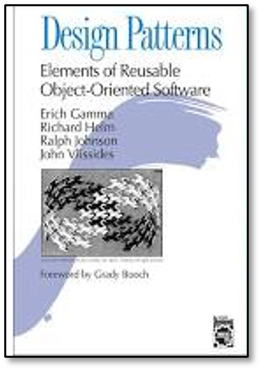 Design Patterns
Elements of Reusable
Object-Oriented Software
Erich Gamma
Richard Helm
Ralph Johnson
John Vlissides
Foreword by Grady Booch